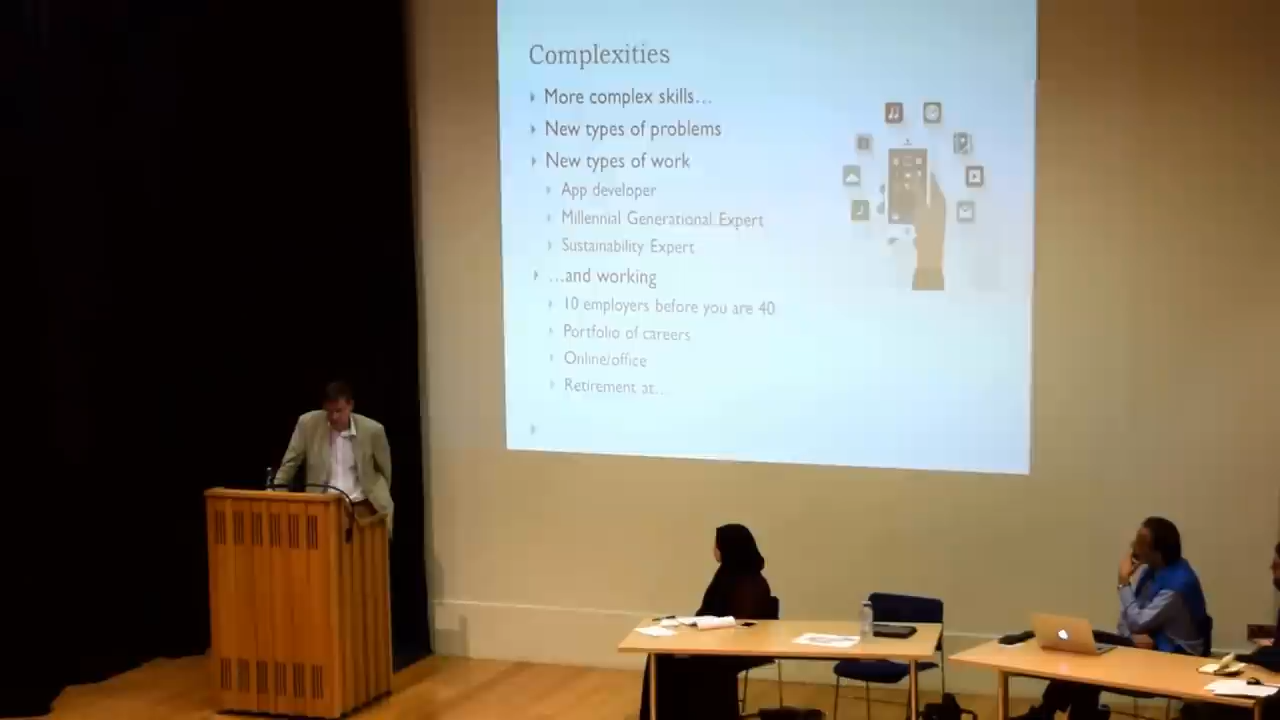 Complexities
More complex skills…
New types of problems
New types of work
App developer
Millennial Generational Expert
Sustainability Expert
…and working
10 employers before you are 40
Portfolio of careers
Online/office
Retirement at…